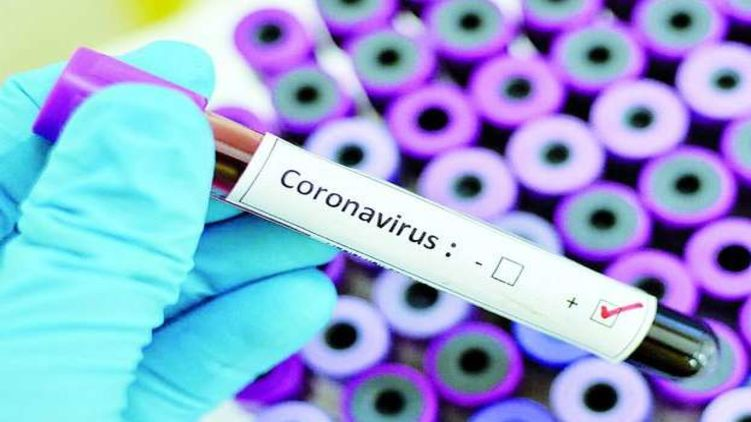 Coronavirus : - ☐ + ☑